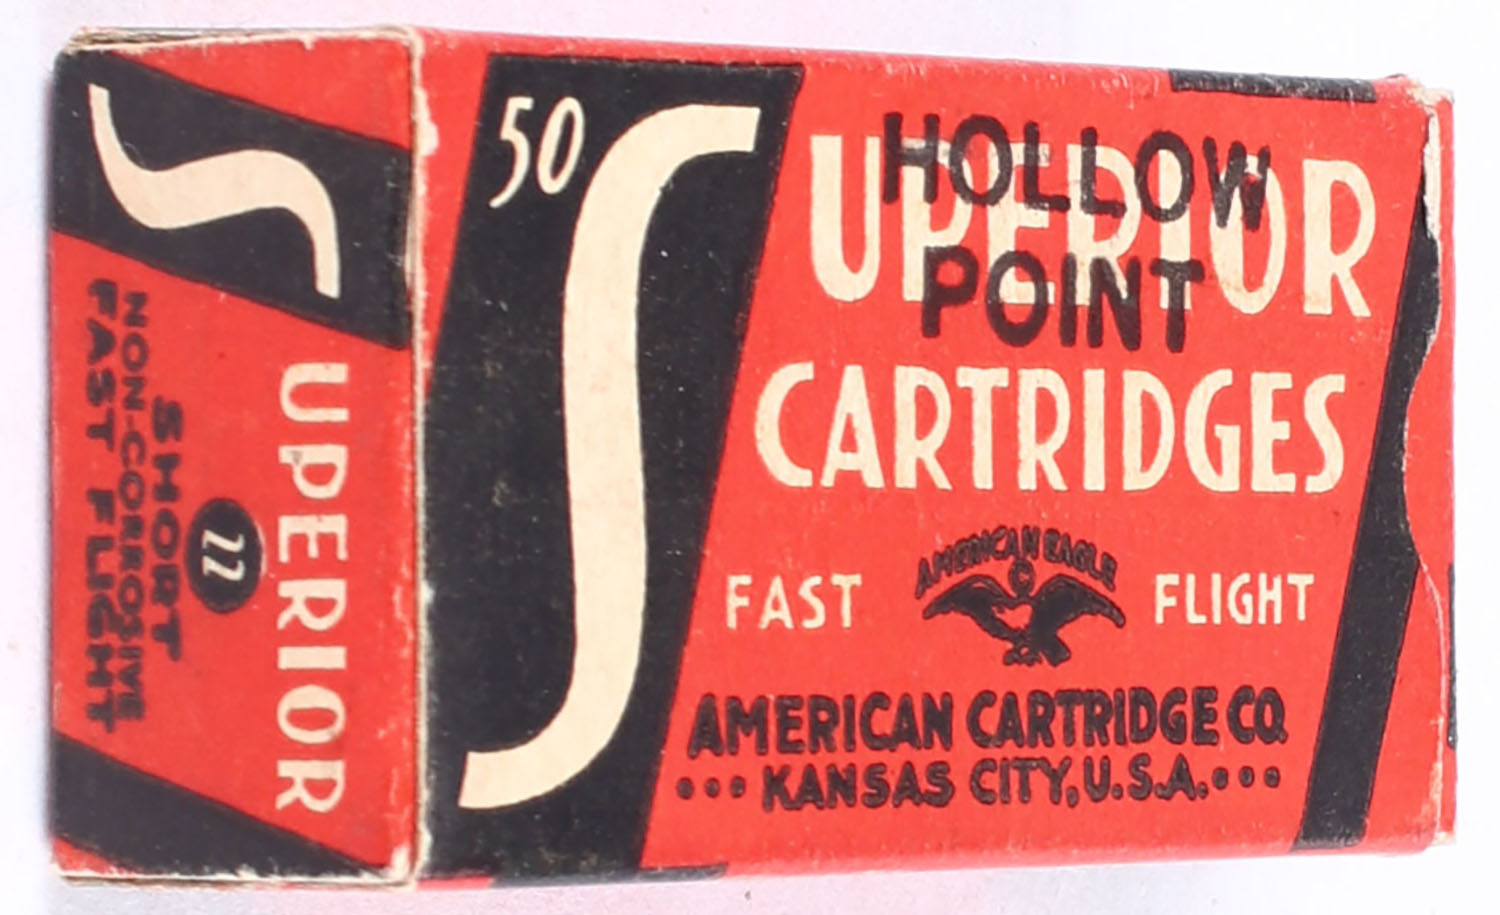 50
SUPERIOR
HOLLOW
POINT
CARTRIDGES
AMERICAN EAGLE
©
FAST FLIGHT
AMERICAN CARTRIDGE CO.
••• KANSAS CITY, U.S.A. •••
SUPERIOR
22
SHORT
NON-CORROSIVE
FAST FLIGHT